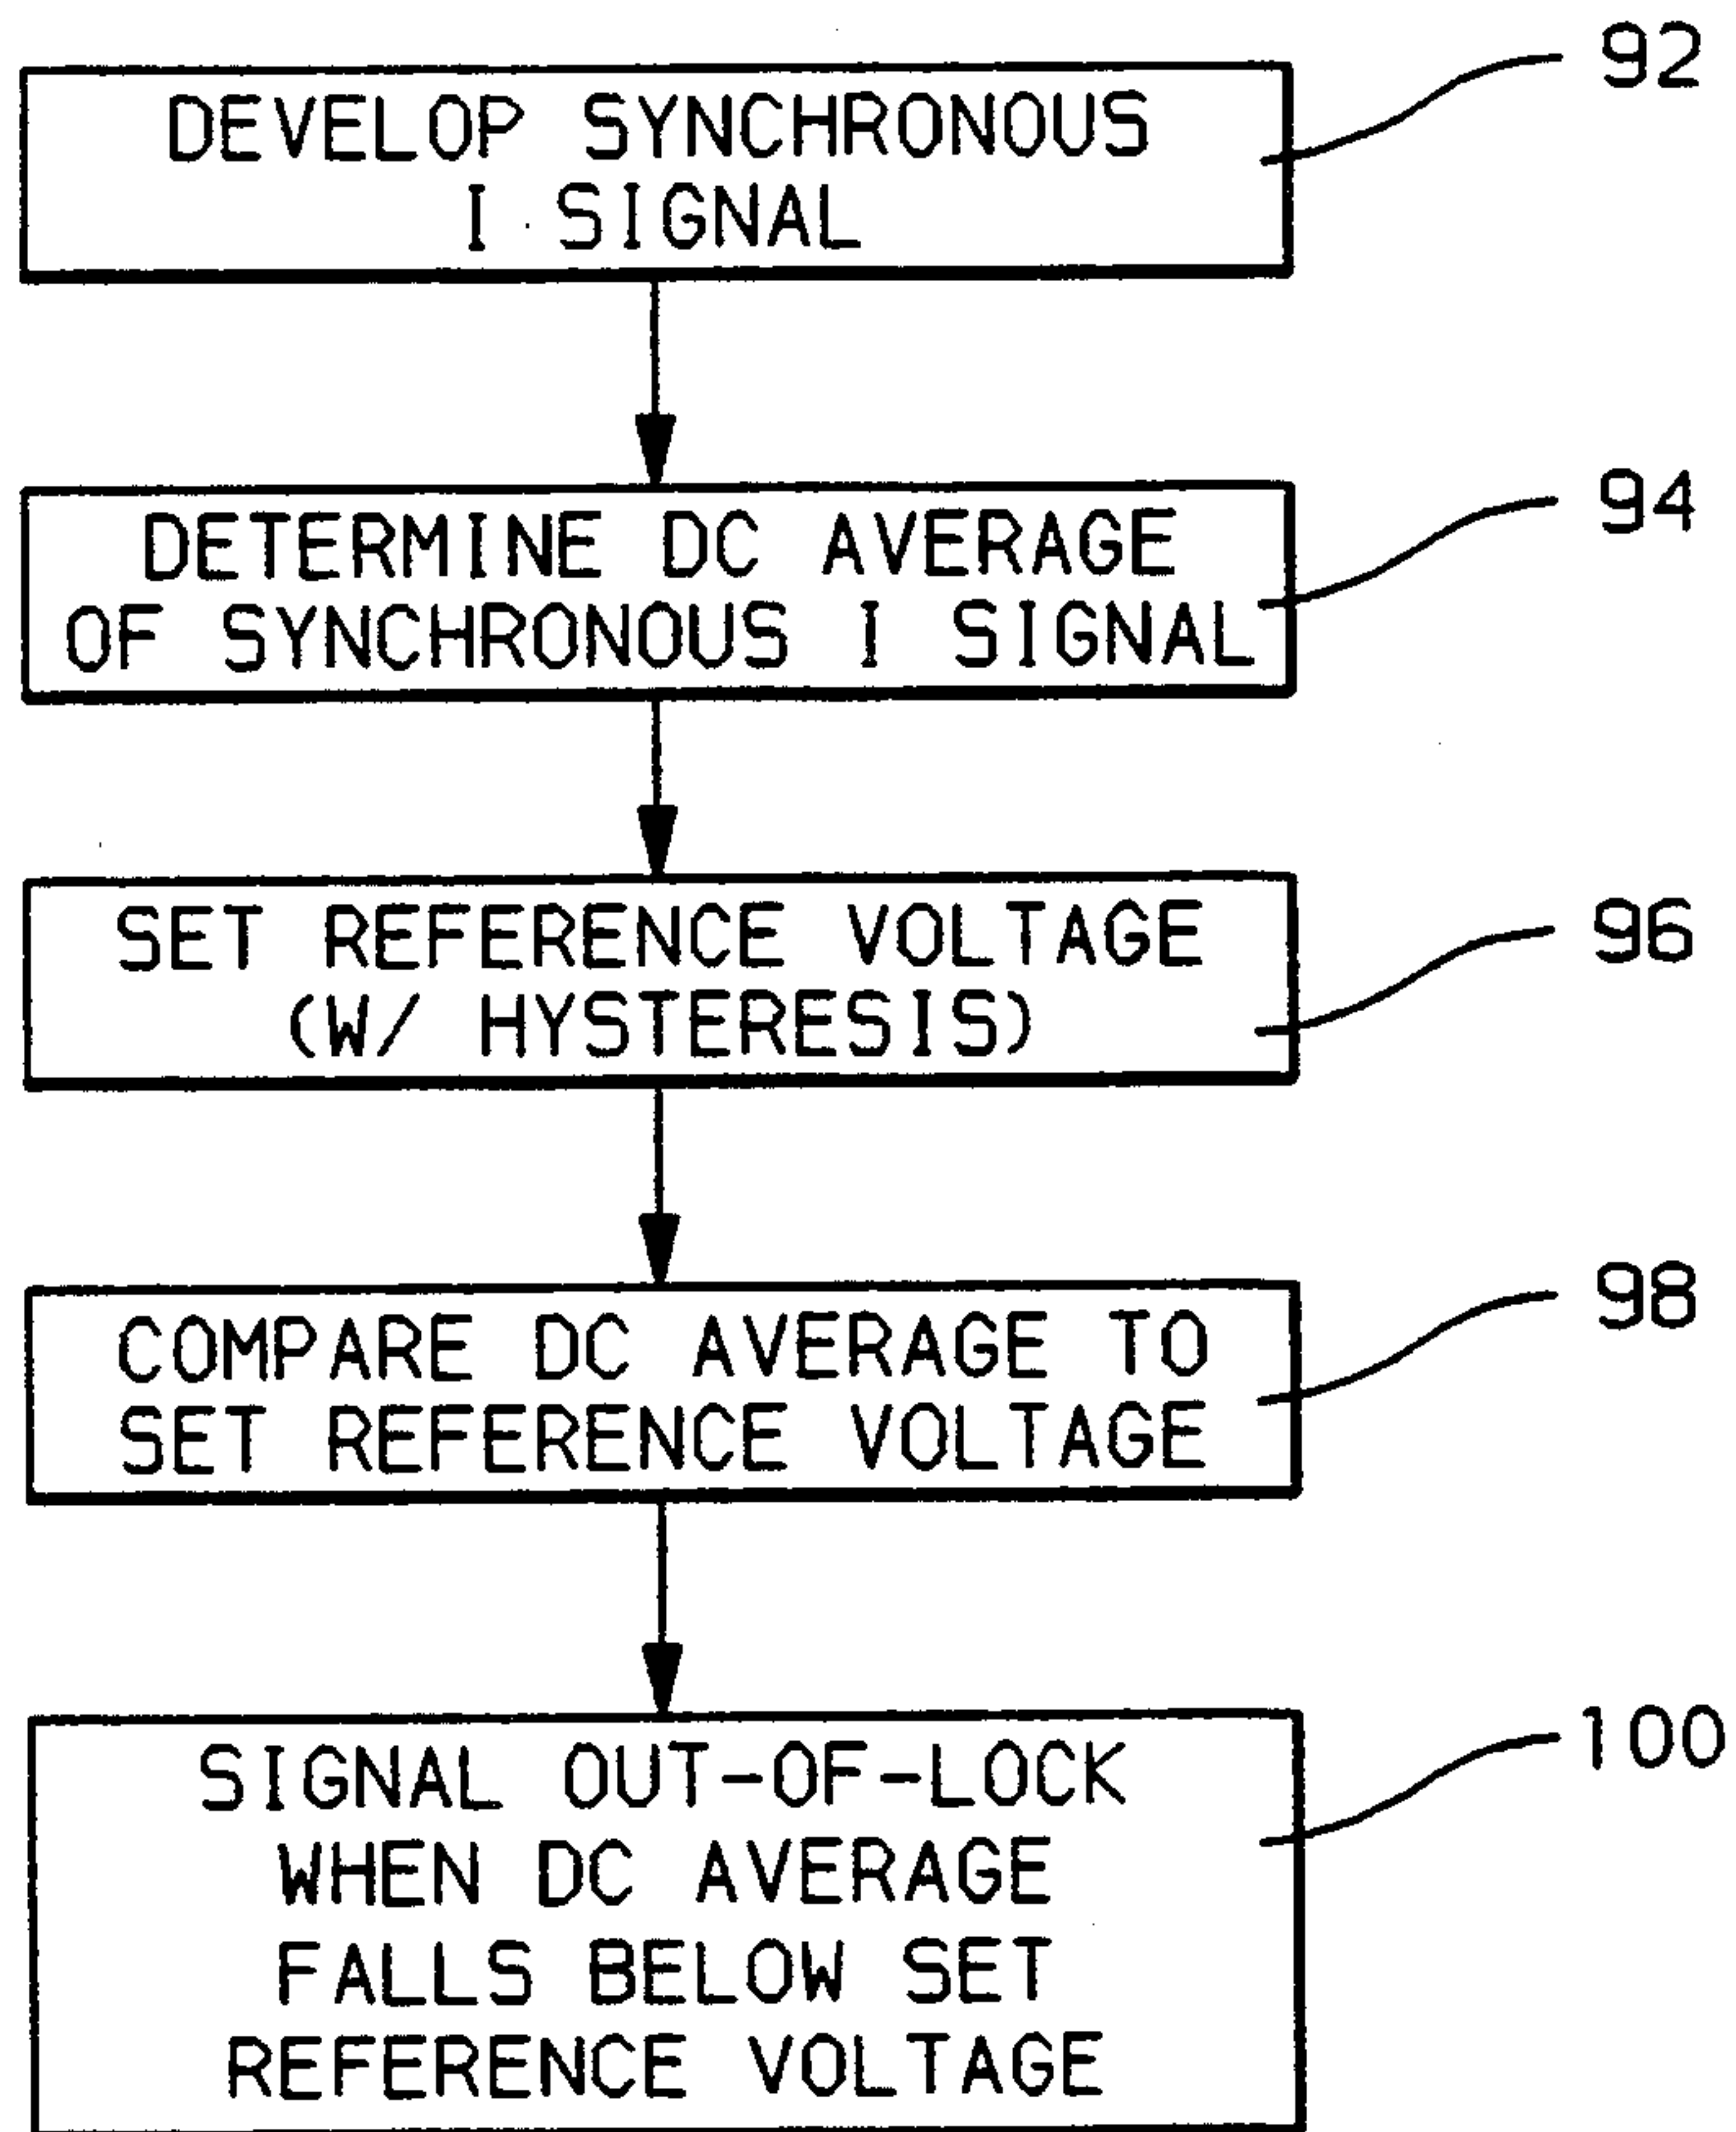 92
DEVELOP SYNCHRONOUS
I SIGNAL
94
DETERMINE DC AVERAGE
OF SYNCHRONOUS I SIGNAL
96
SET REFERENCE VOLTAGE
(W/ HYSTERESIS)
98
COMPARE DC AVERAGE TO
SET REFERENCE VOLTAGE
100
SIGNAL OUT-OF-LOCK
WHEN DC AVERAGE
FALLS BELOW SET
REFERENCE VOLTAGE